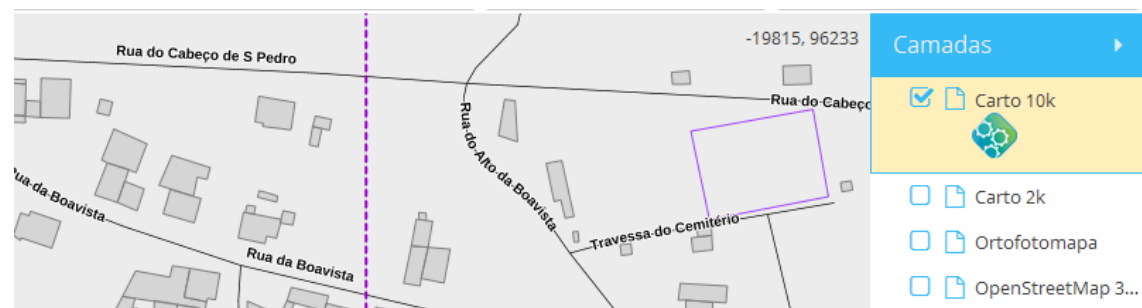 -19815, 96233
Camadas
Rua do Cabeço de S Pedro
Rua do Cabeço
Carto 10k
Rua do Alto da Boavista
Rua da Boavista
Carto 2k
Travessa do Cemitério
Ortofotomapa
Rua da Boavista
OpenStreetMap 3...